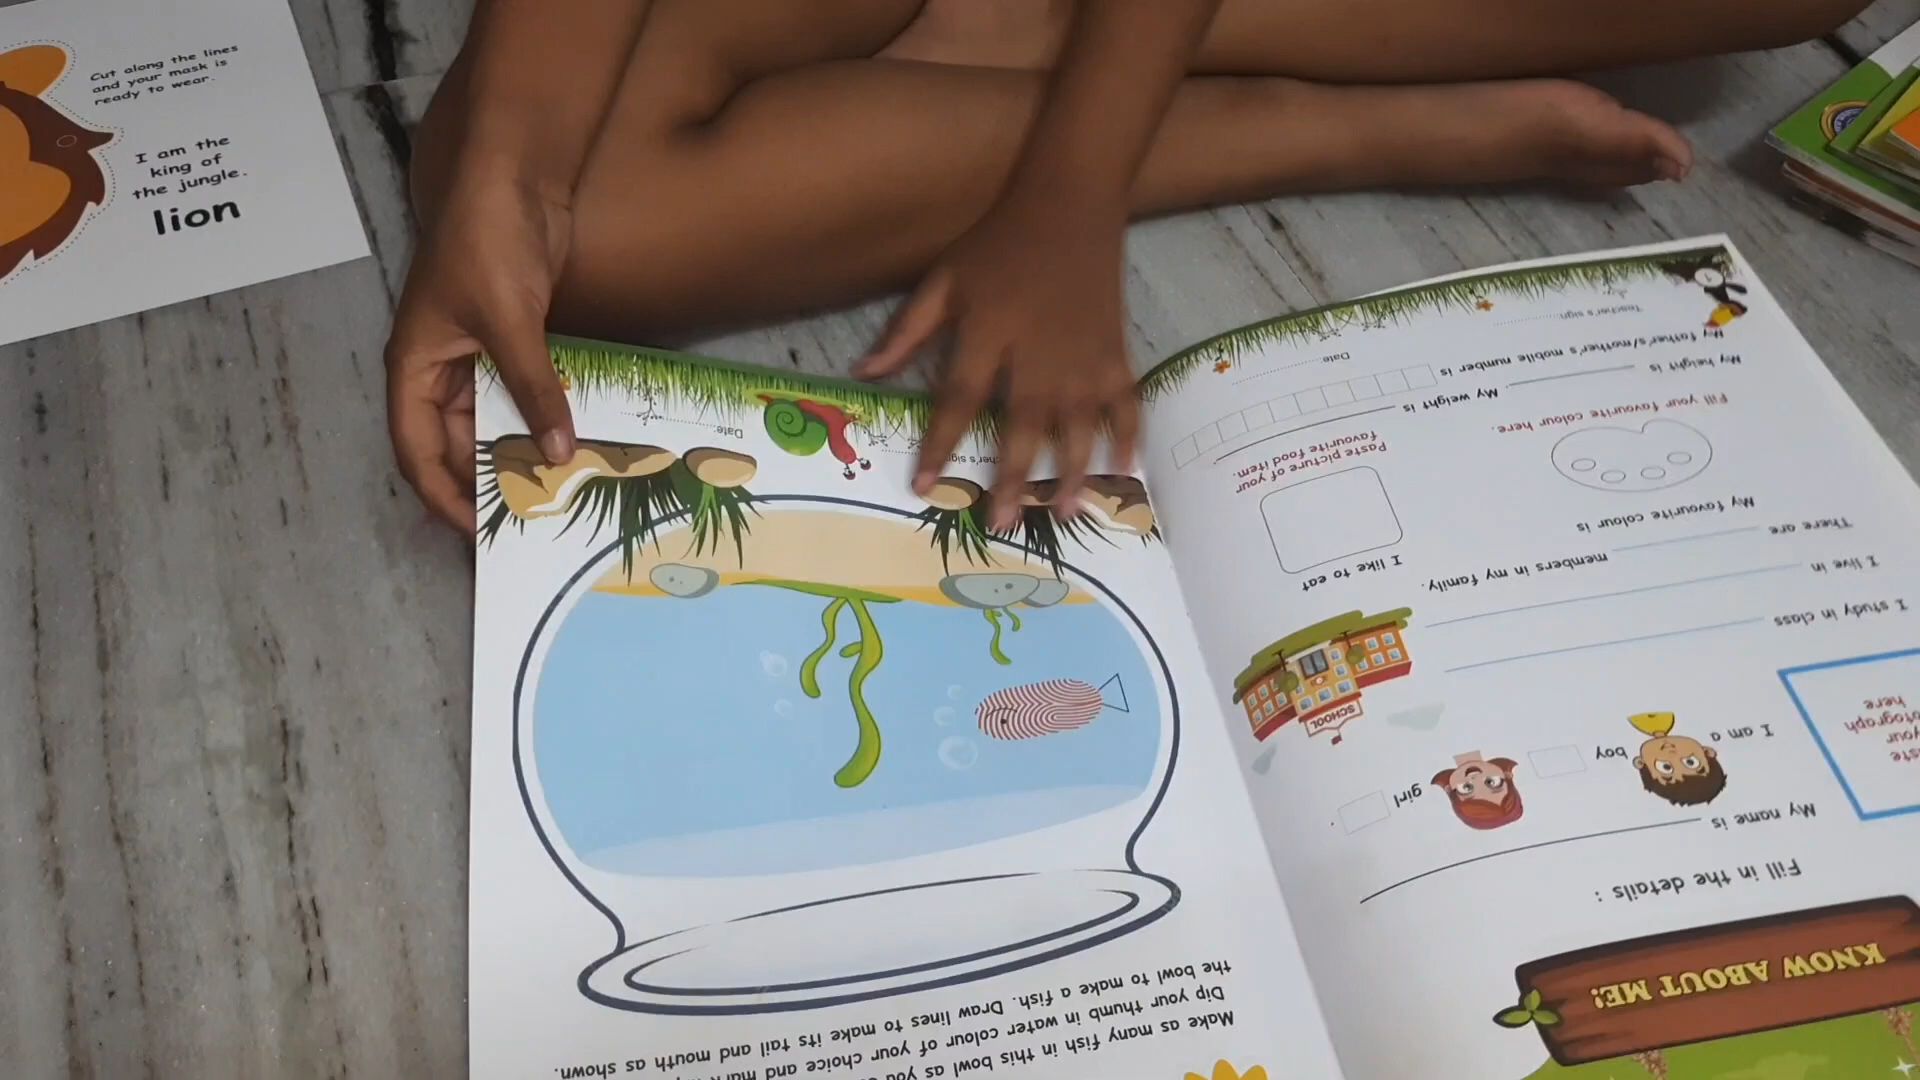 Cut along the lines
and your mask is
ready to wear.
I am the
king of
the jungle.
lion
KNOW ABOUT ME!
Fill in the details :
My name is
I am a boy girl .
here
I study in class
SCHOOL
I live in
There are members in my family.
My favourite colour is
I like to eat
Fill your favourite colour here.
Paste picture of your
favourite food item.
My height is My weight is
My father's/mother's mobile number is
Teacher's sign: Date:
1
Make as many fish in this bowl as
Dip your thumb in water colour of your choice and
the bowl to make a fish. Draw lines to make its tail and mouth as shown.
sign Date: